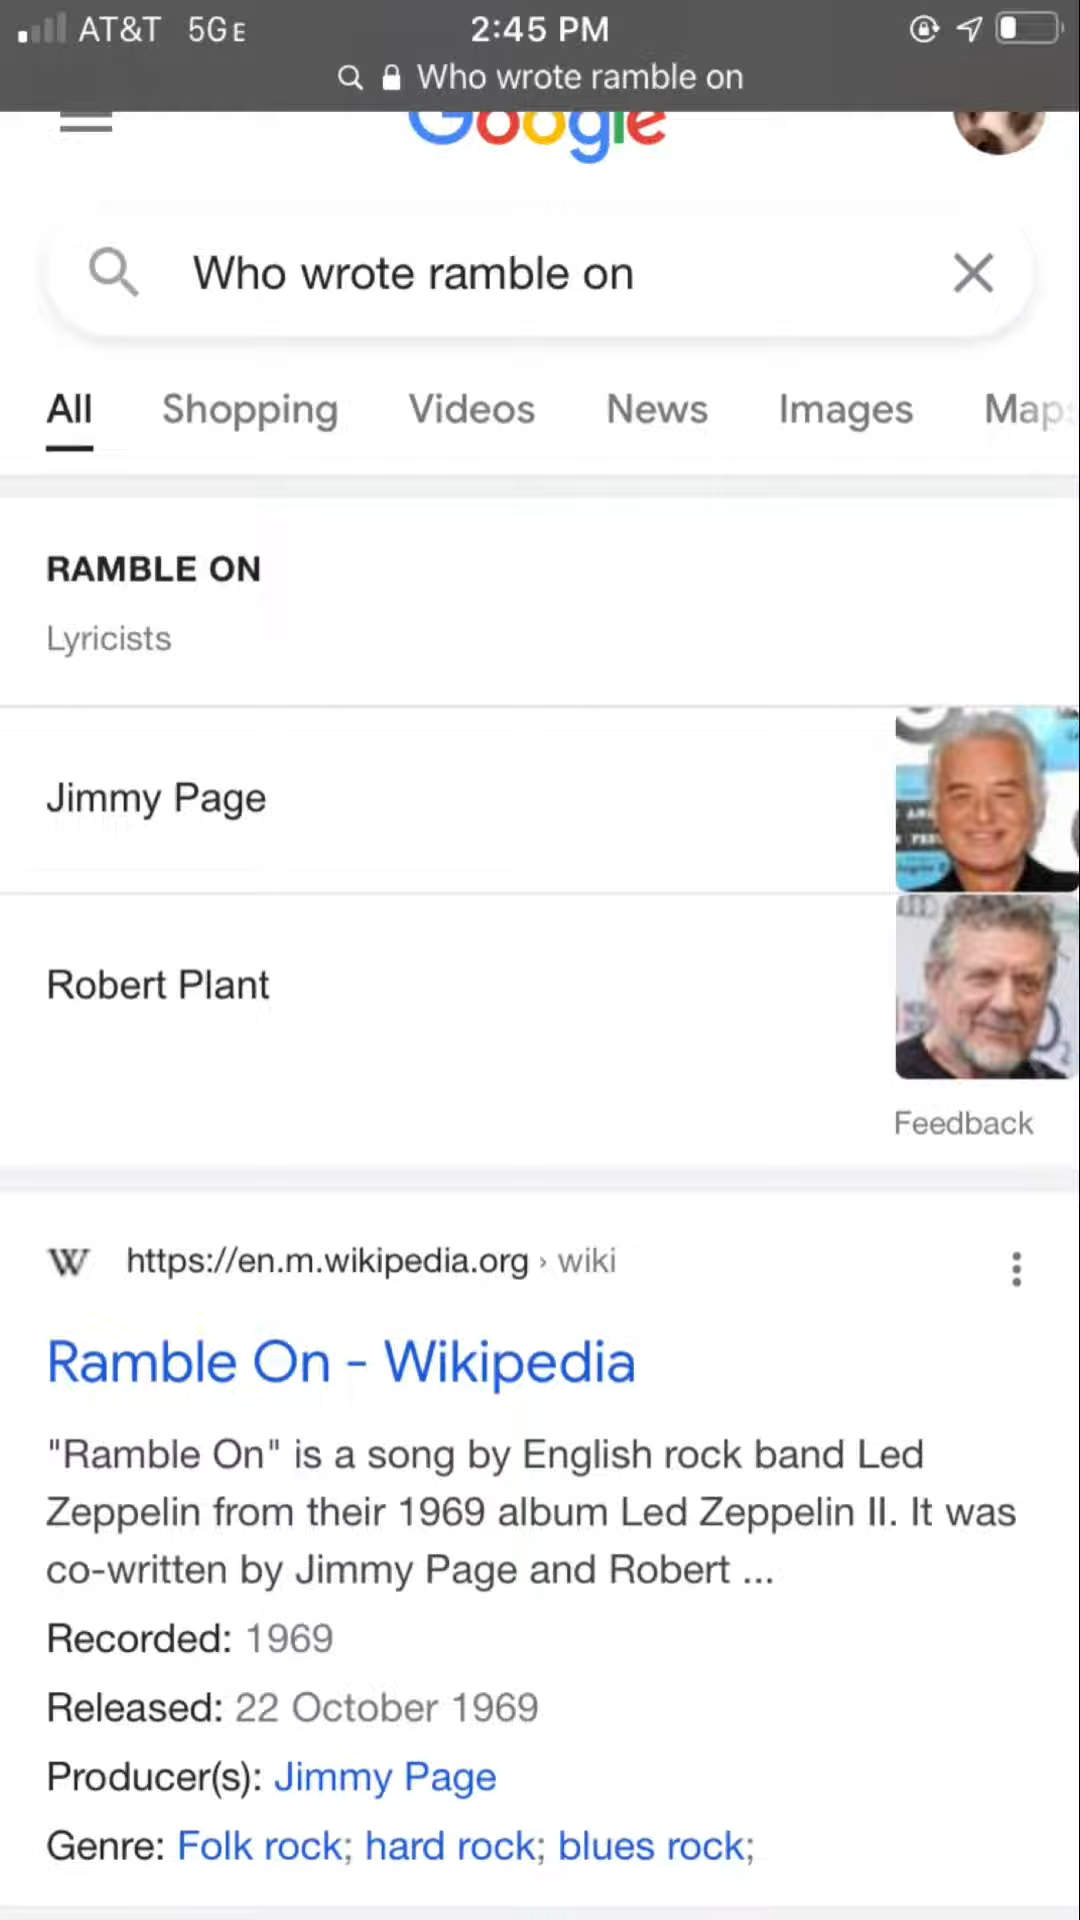 AT&T 5GE 2:45 PM
Who wrote ramble on
Google
Who wrote ramble on
All Shopping Videos News Images Maps
RAMBLE ON
Lyricists
Jimmy Page
Robert Plant
Feedback
W https://en.m.wikipedia.org › wiki
Ramble On - Wikipedia
"Ramble On" is a song by English rock band Led
Zeppelin from their 1969 album Led Zeppelin II. It was
co-written by Jimmy Page and Robert ...
Recorded: 1969
Released: 22 October 1969
Producer(s): Jimmy Page
Genre: Folk rock; hard rock; blues rock;